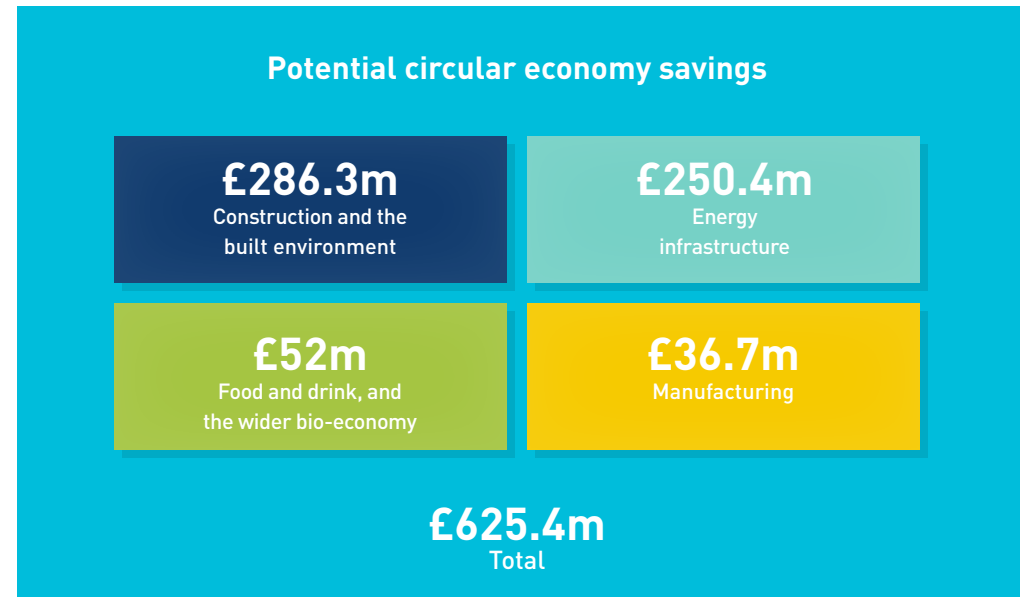 Potential circular economy savings
£286.3m
Construction and the
built environment
£250.4m
Energy
infrastructure
£52m
Food and drink, and
the wider bio-economy
£36.7m
Manufacturing
£625.4m
Total